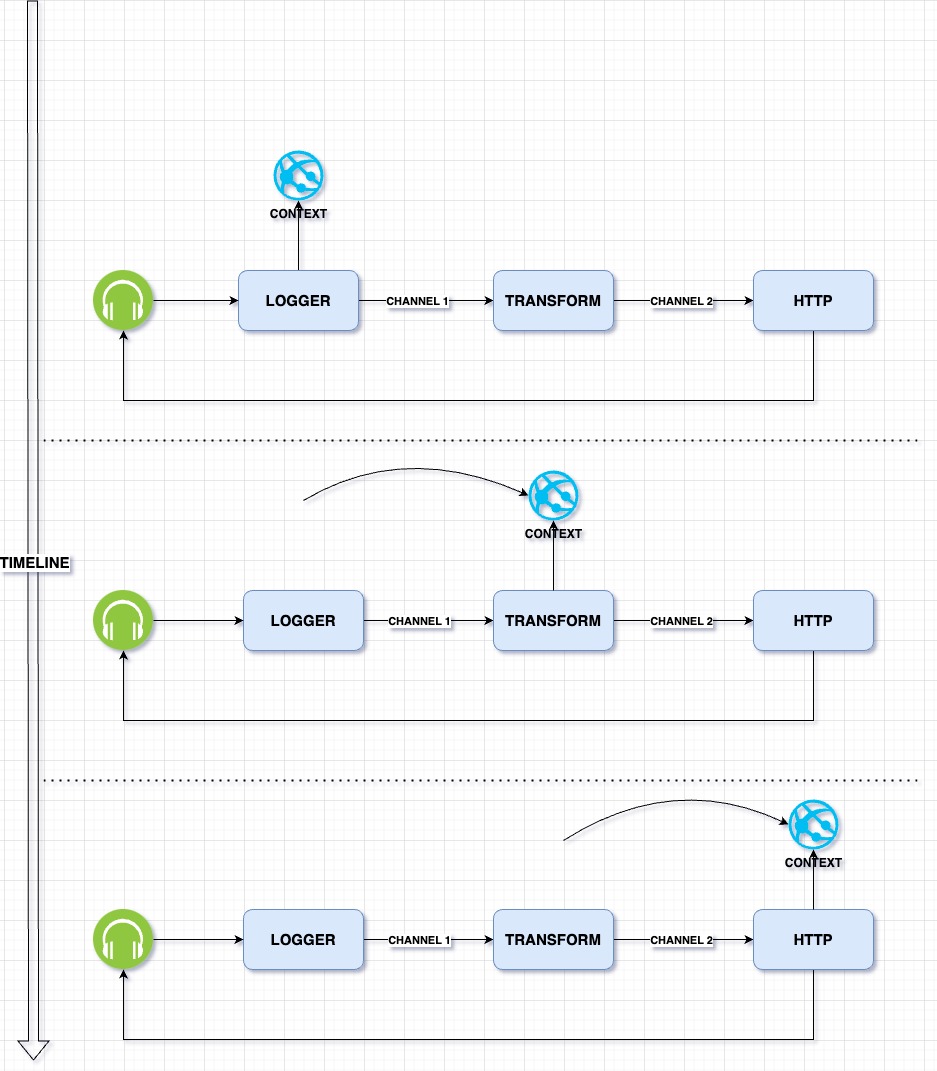 CONTEXT
LOGGER
CHANNEL 1
TRANSFORM
CHANNEL 2
HTTP
CONTEXT
TIMELINE
LOGGER
CHANNEL 1
TRANSFORM
CHANNEL 2
HTTP
CONTEXT
LOGGER
CHANNEL 1
TRANSFORM
CHANNEL 2
HTTP